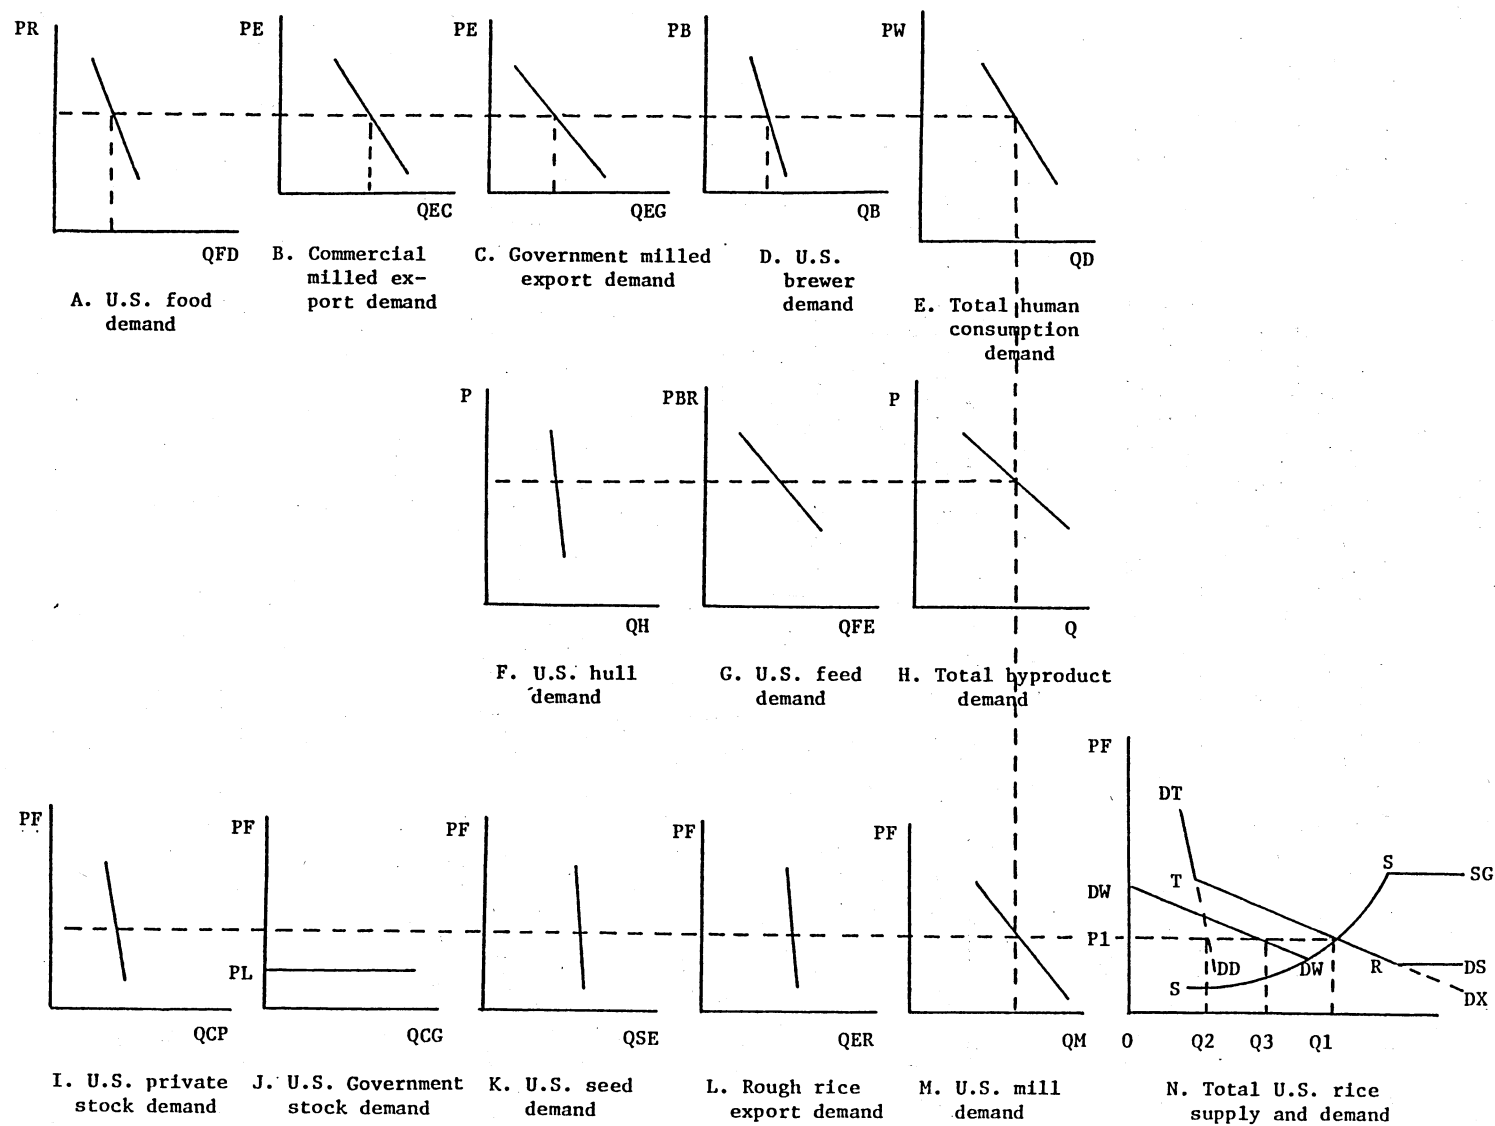 PR
PE
PE
PB
PW
QFD
QEC
QEG
QB
QD
A. U.S. food
demand
B. Commercial
milled ex-
port demand
C. Government milled
export demand
D. U.S.
brewer
demand
E. Total human
consumption
demand
P
PBR
P
QH
QFE
Q
F. U.S. hull
demand
G. U.S. feed
demand
H. Total byproduct
demand
PF
PF
PF
PF
PF
PF
PL
DT
T
DW
P1
S
SG
DD
DW
R
DS
DX
S
QCP
QCG
QSE
QER
QM
0
Q2
Q3
Q1
I. U.S. private
stock demand
J. U.S. Government
stock demand
K. U.S. seed
demand
L. Rough rice
export demand
M. U.S. mill
demand
N. Total U.S. rice
supply and demand